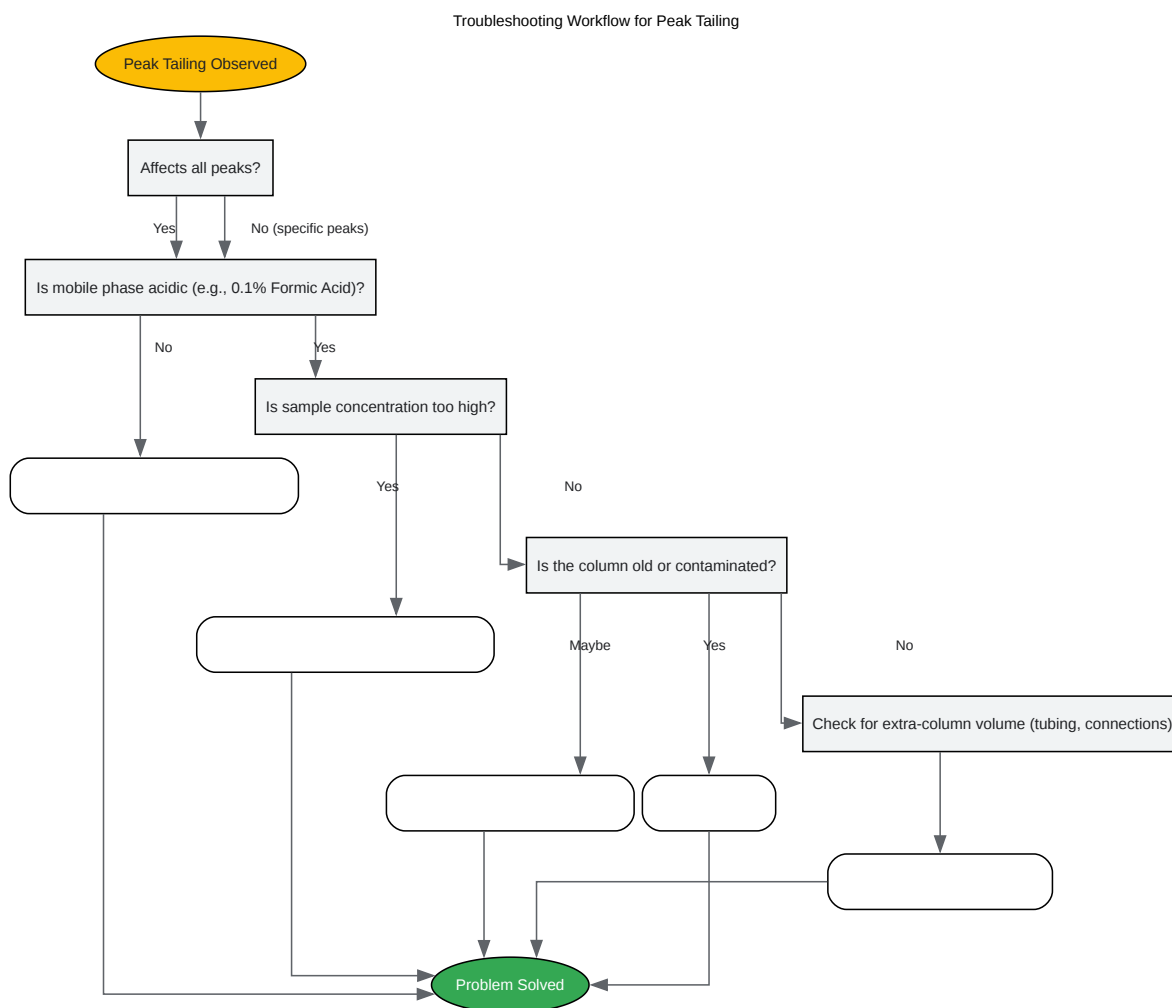 Troubleshooting Workflow for Peak Tailing
Peak Tailing Observed
Affects all peaks?
Yes
No (specific peaks)
Is mobile phase acidic (e.g., 0.1% Formic Acid)?
No
Yes
Is sample concentration too high?
Yes
No
Is the column old or contaminated?
Maybe
Yes
No
Check for extra-column volume (tubing, connections)
Problem Solved